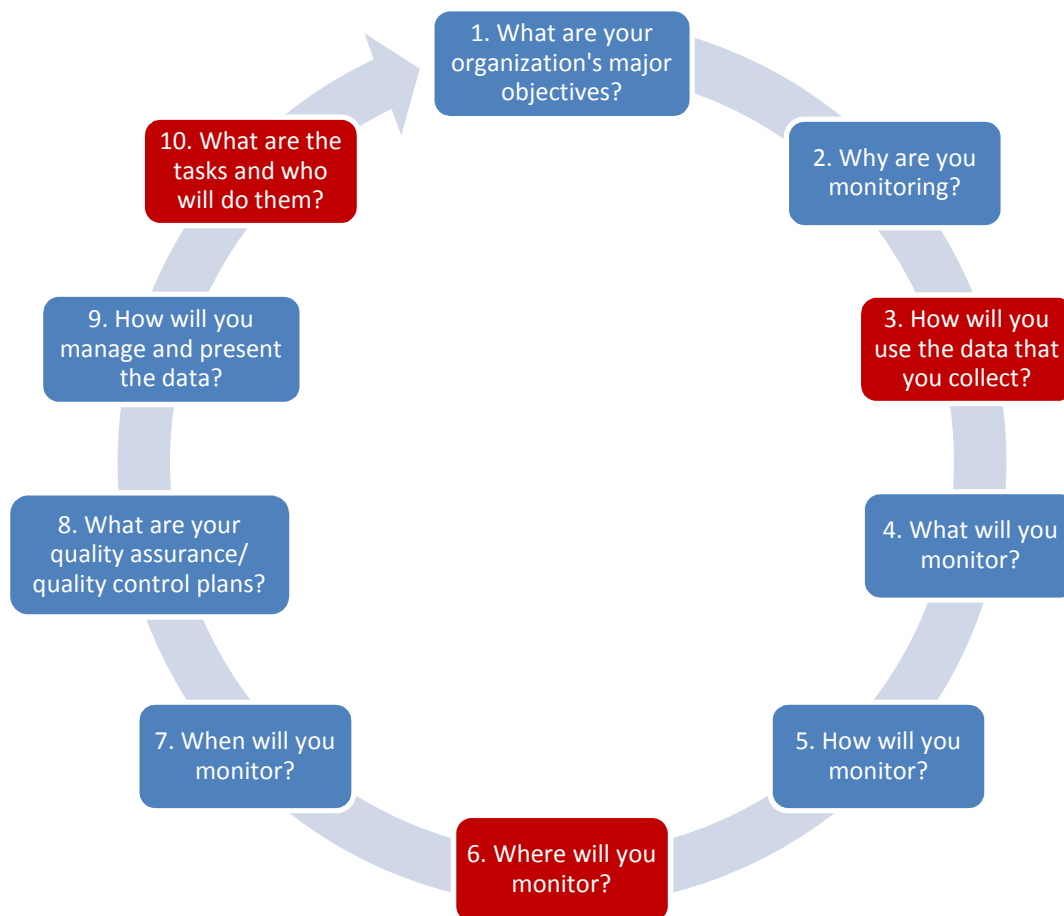 1. What are your
organization's major
objectives?
2. Why are you
monitoring?
3. How will you
use the data that
you collect?
4. What will you
monitor?
5. How will you
monitor?
6. Where will you
monitor?
7. When will you
monitor?
8. What are your
quality assurance/
quality control plans?
9. How will you
manage and present
the data?
10. What are the
tasks and who
will do them?